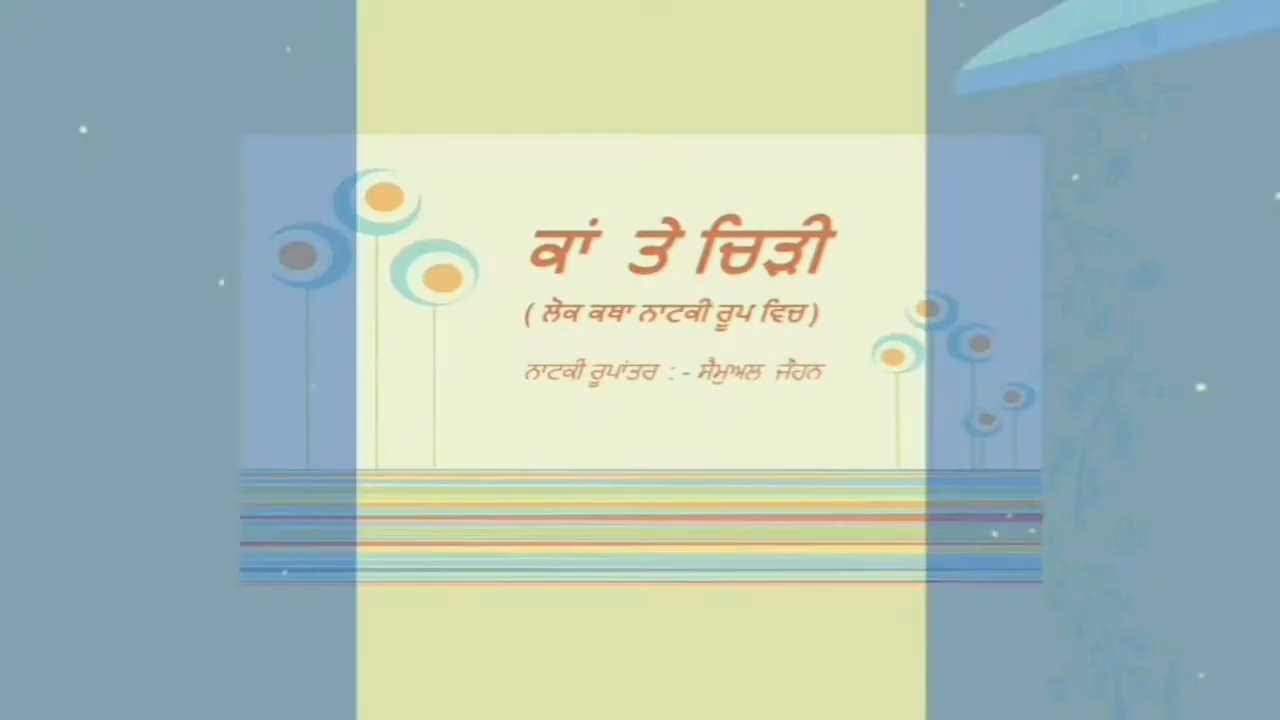 ਕਾਂ ਤੇ ਚਿੜੀ
( ਲੋਕ ਕਥਾ ਨਾਟਕੀ ਰੂਪ ਵਿਚ )
ਨਾਟਕੀ ਰੂਪਾਂਤਰ : - ਸੈਮੁਅਲ ਜੋਹਨ